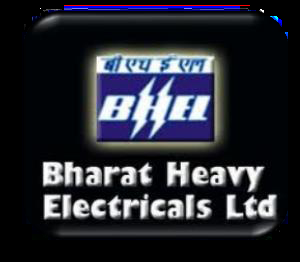 बी एच ई एल
BHEL
Bharat Heavy
Electricals Ltd